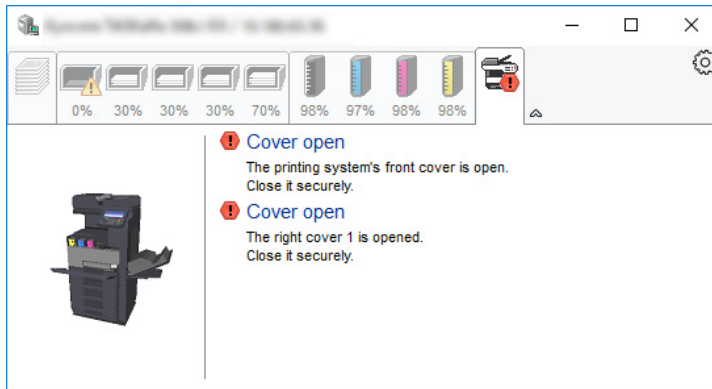 0% 30% 30% 30% 70% 98% 97% 98% 98%
Cover open
The printing system's front cover is open.
Close it securely.
Cover open
The right cover 1 is opened.
Close it securely.